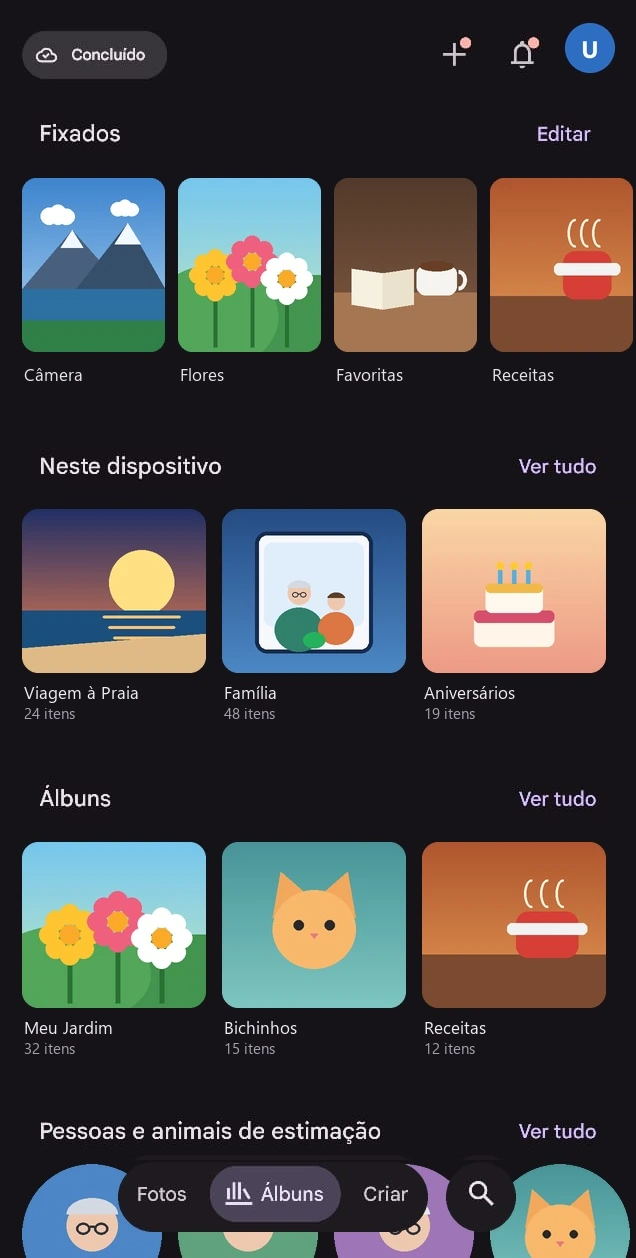 Concluído
U
Fixados
Editar
Câmera
Flores
Favoritas
Receitas
Neste dispositivo
Ver tudo
Viagem à Praia
24 itens
Família
48 itens
Aniversários
19 itens
Álbuns
Ver tudo
Meu Jardim
32 itens
Bichinhos
15 itens
Receitas
12 itens
Pessoas e animais de estimação
Ver tudo
Fotos
Álbuns
Criar